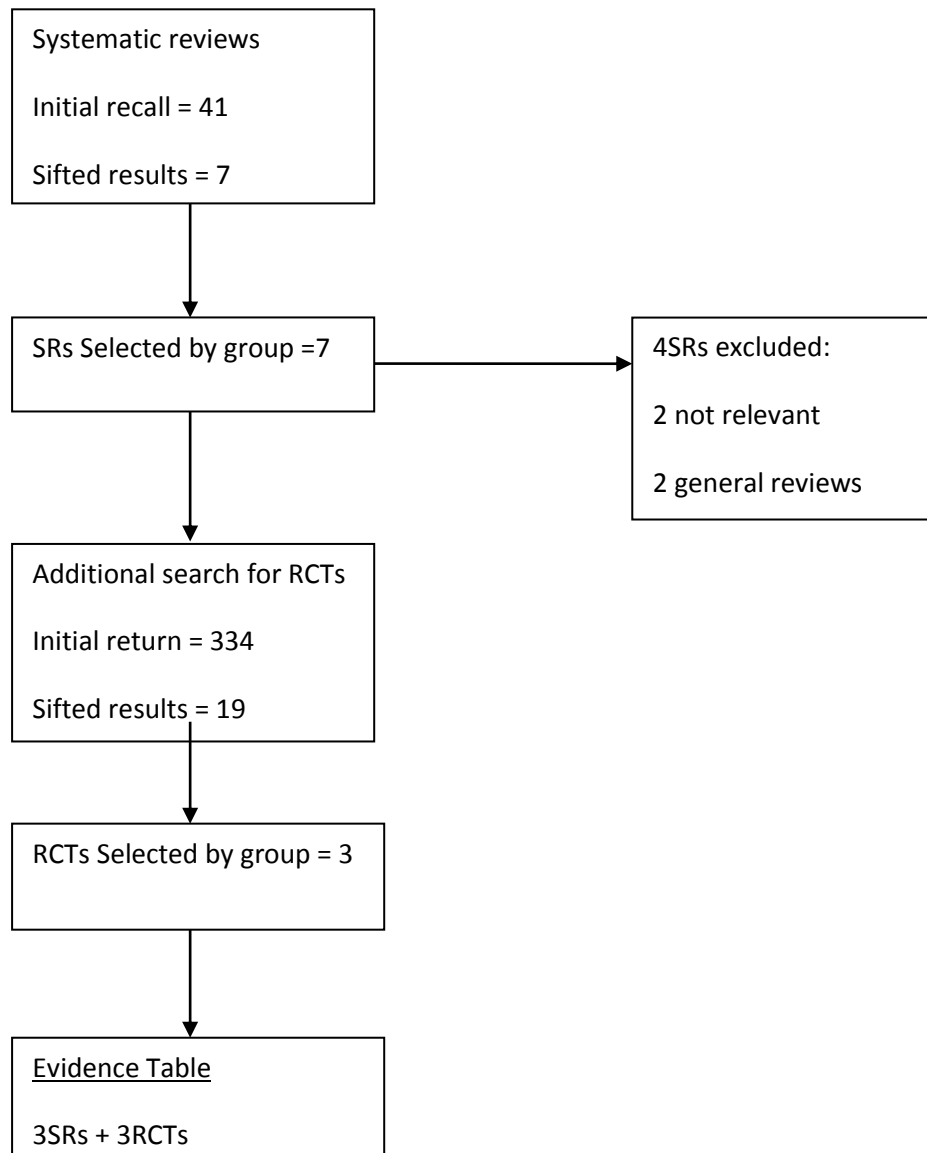 Systematic reviews
Initial recall = 41
Sifted results = 7
SRs Selected by group =7
4SRs excluded:
2 not relevant
2 general reviews
Additional search for RCTs
Initial return = 334
Sifted results = 19
RCTs Selected by group = 3
Evidence Table
3SRs + 3RCTs